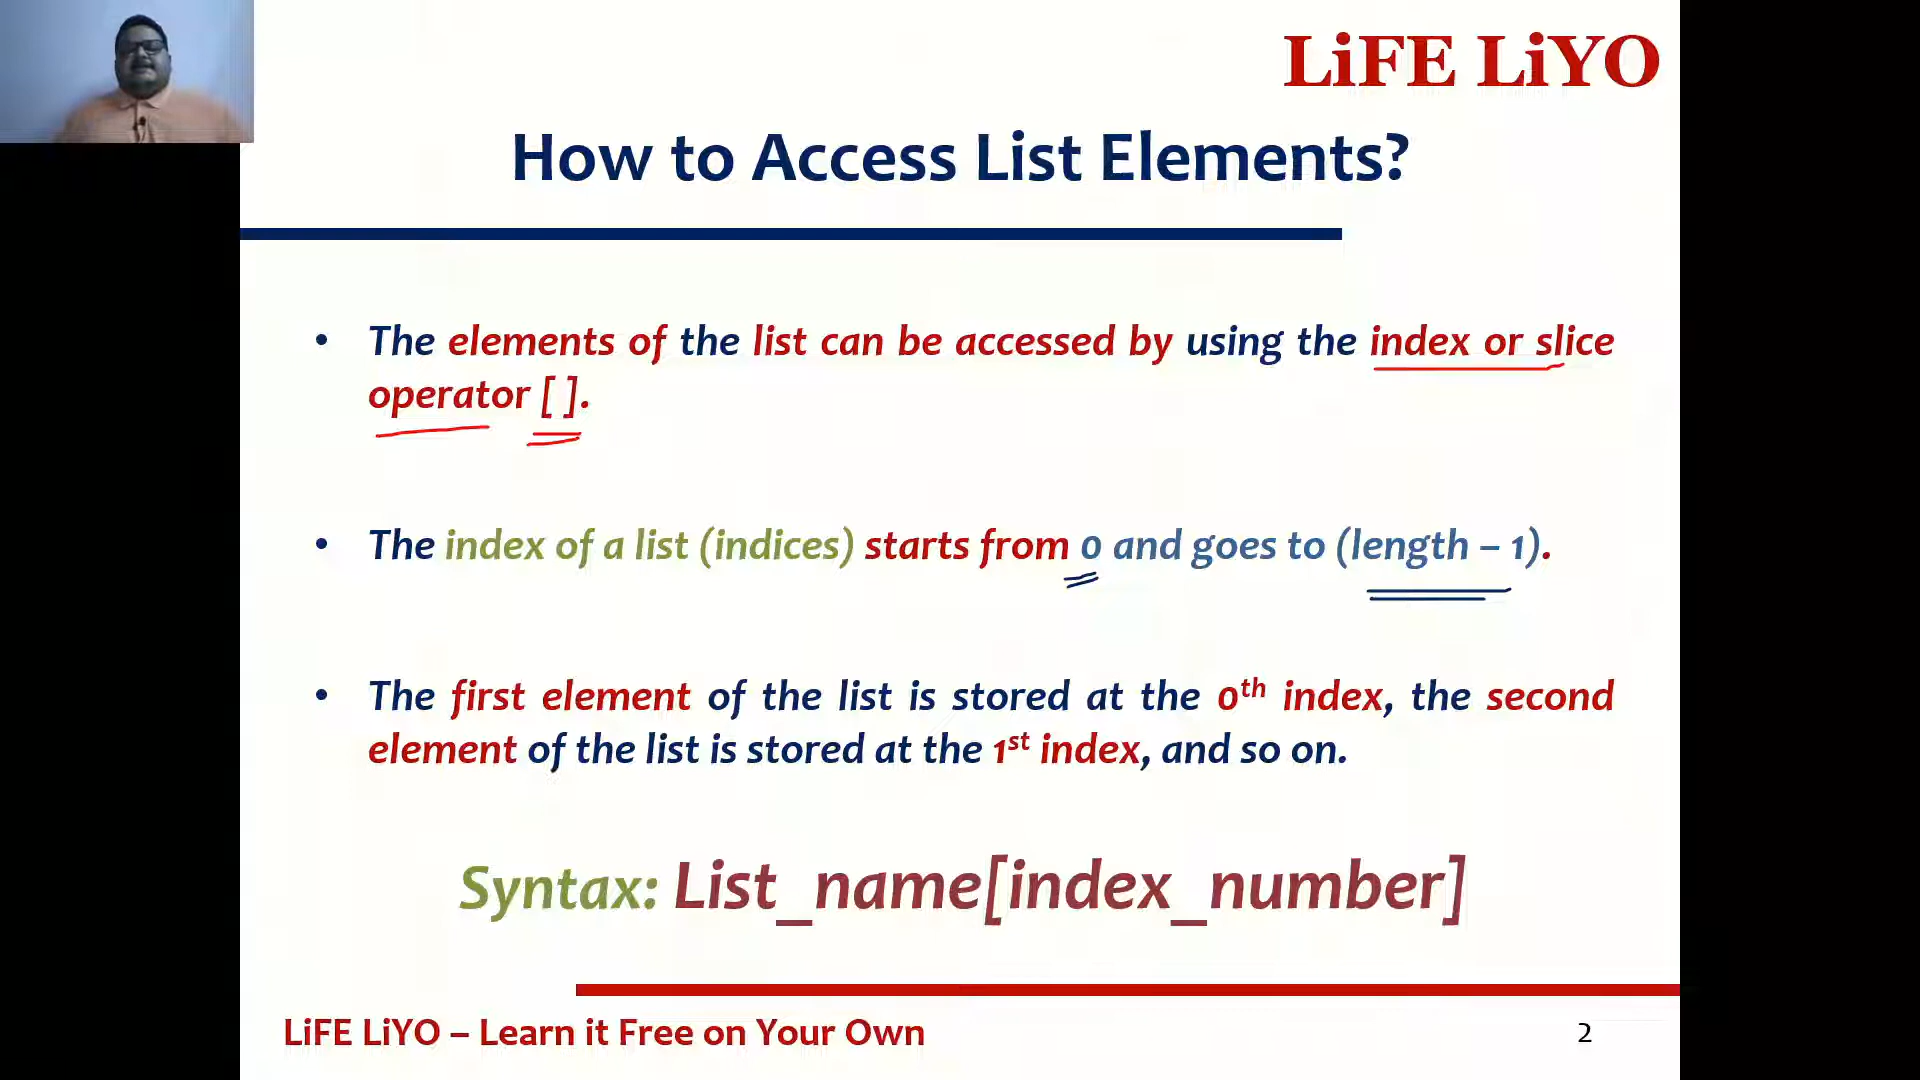 LiFE LiYO
How to Access List Elements?
• The elements of the list can be accessed by using the index or slice
operator [ ].
• The index of a list (indices) starts from 0 and goes to (length – 1).
• The first element of the list is stored at the 0th index, the second
element of the list is stored at the 1st index, and so on.
Syntax: List_name[index_number]
LiFE LiYO – Learn it Free on Your Own
2